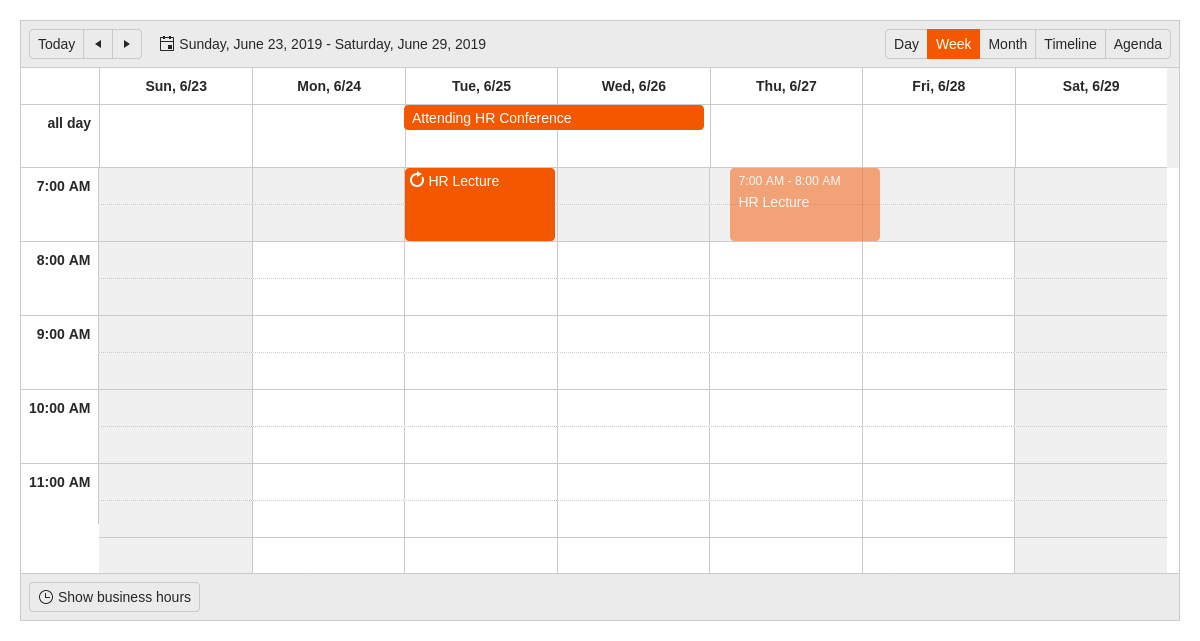 Today
Sunday, June 23, 2019 - Saturday, June 29, 2019
Day Week Month Timeline Agenda
Sun, 6/23 Mon, 6/24 Tue, 6/25 Wed, 6/26 Thu, 6/27 Fri, 6/28 Sat, 6/29
all day
Attending HR Conference
7:00 AM
HR Lecture
7:00 AM - 8:00 AM
HR Lecture
8:00 AM
9:00 AM
10:00 AM
11:00 AM
Show business hours